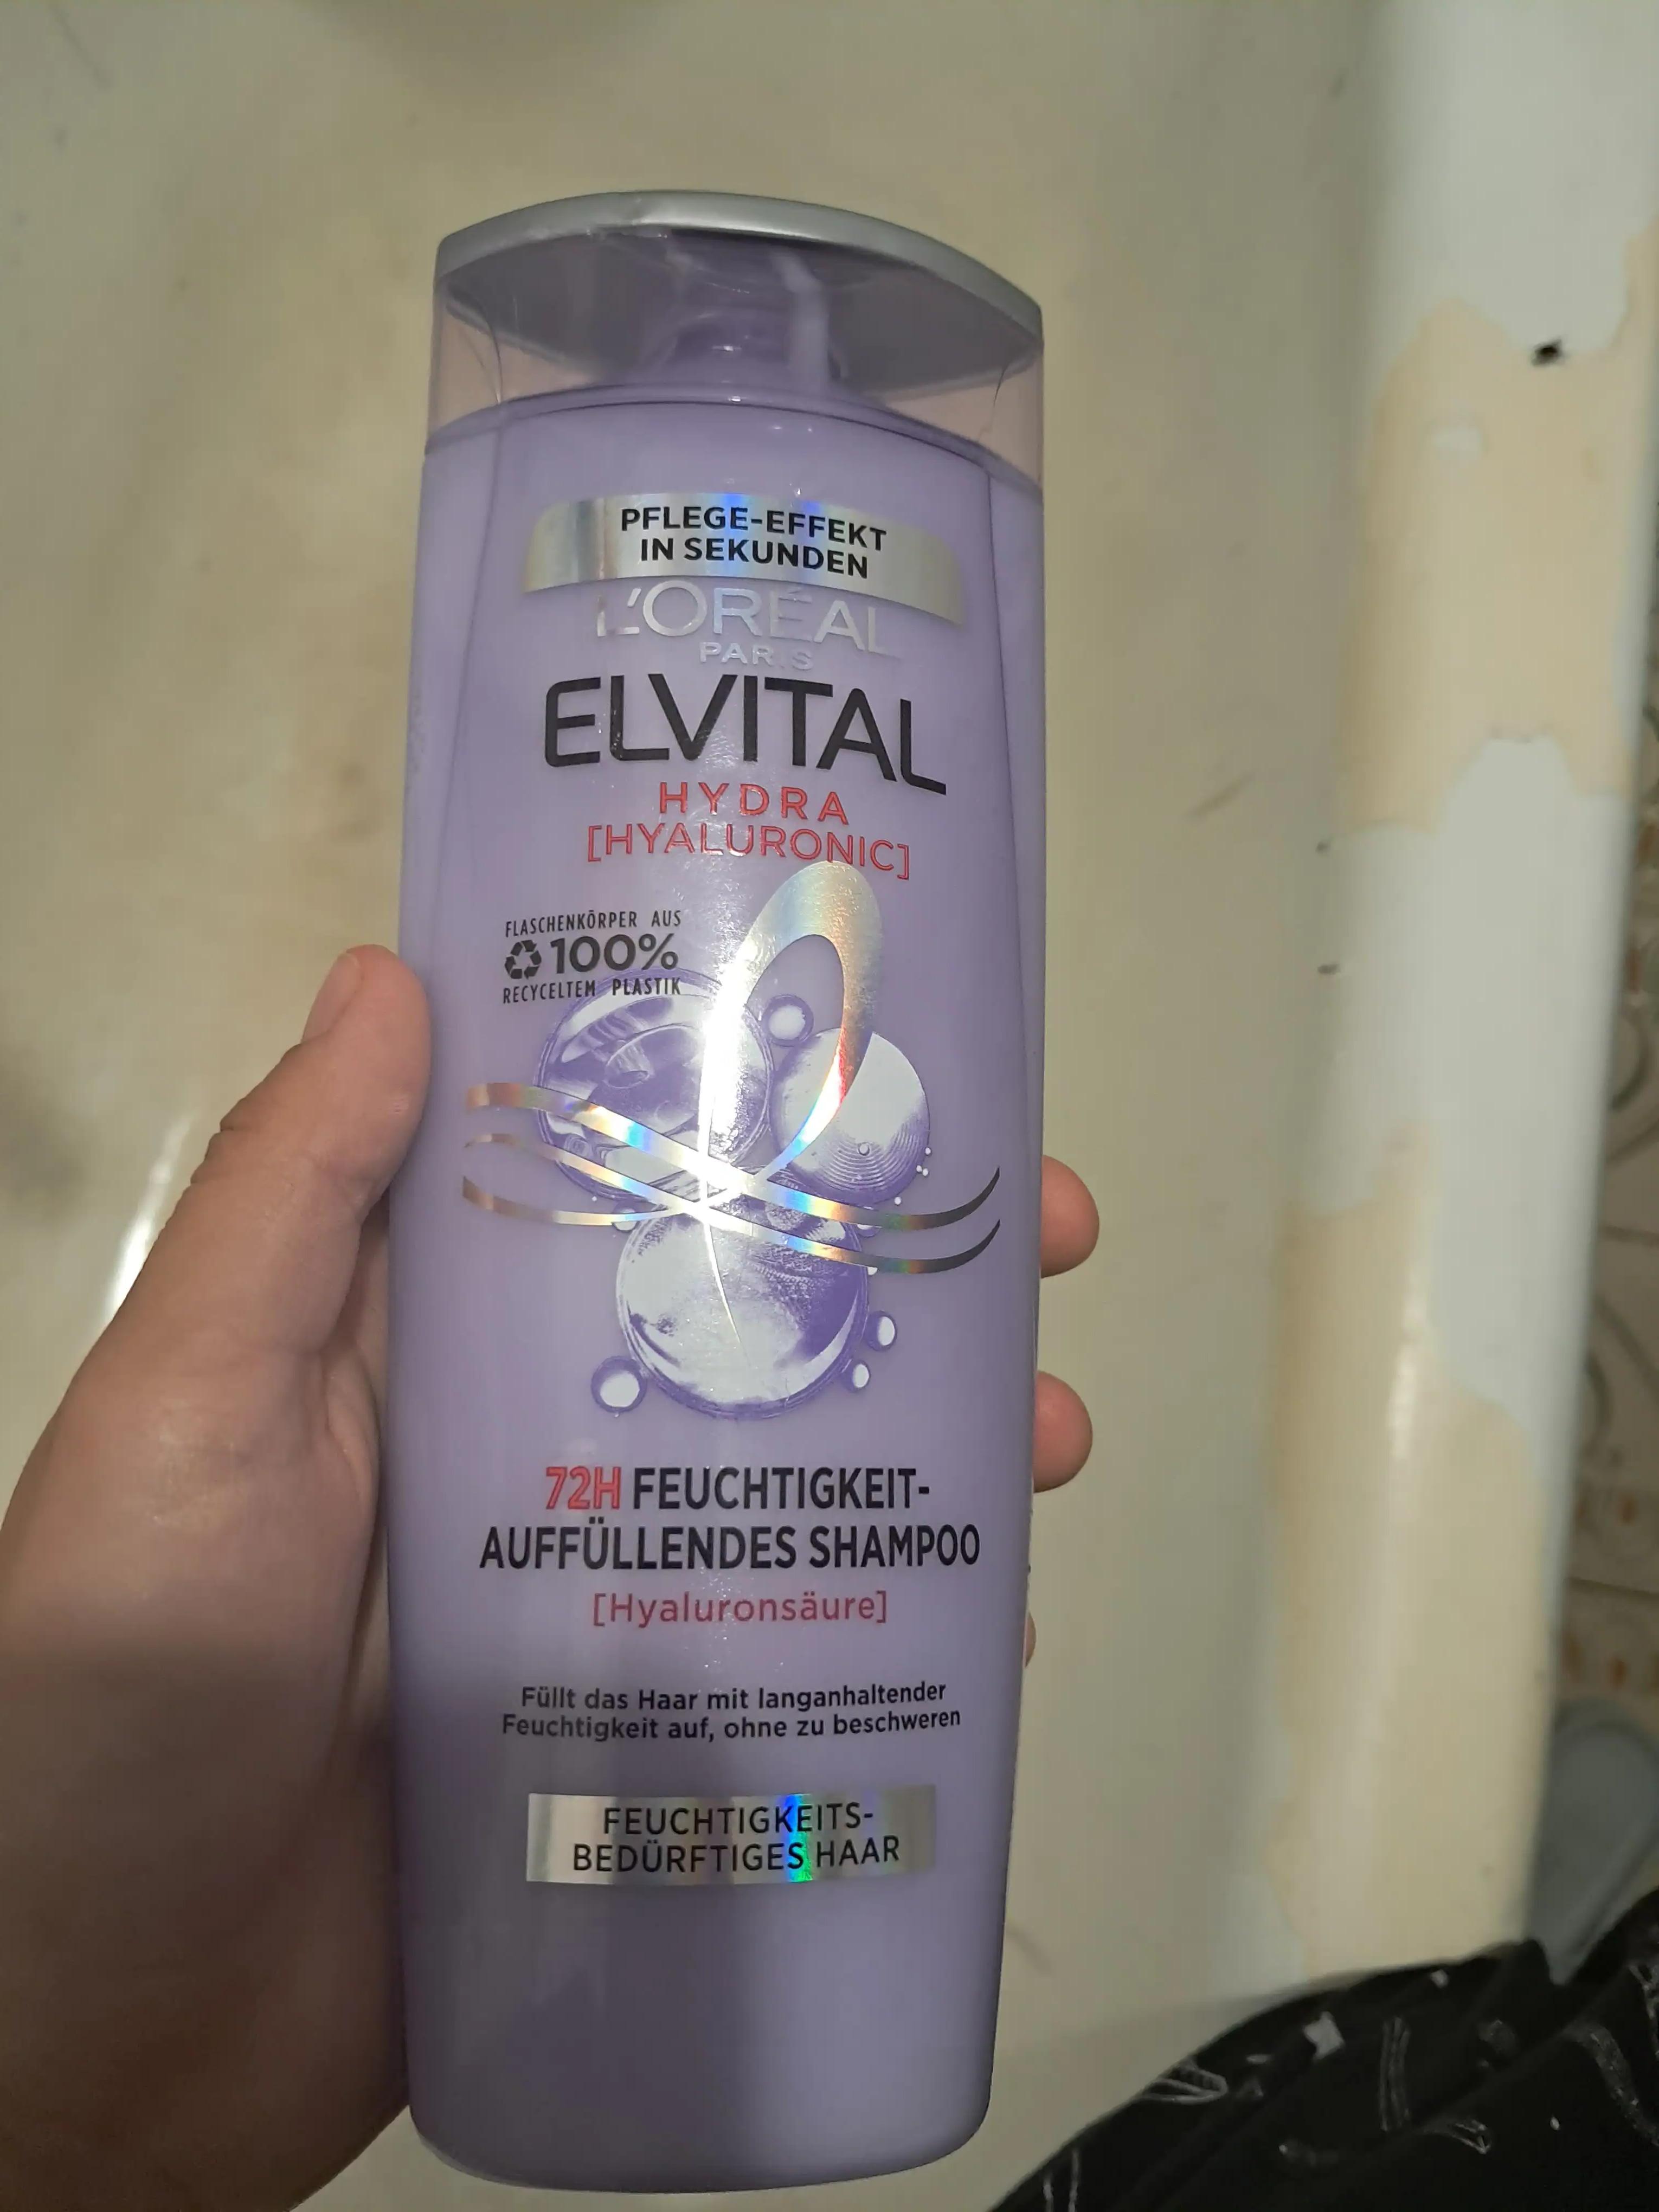 PFLEGE-EFFEKT
IN SEKUNDEN
L'ORÉAL
PARIS
ELVITAL
HYDRA
[HYALURONIC]
FLASCHENKÖRPER AUS
100%
RECYCELTEM PLASTIK
72H FEUCHTIGKEIT-
AUFFÜLLENDES SHAMPOO
[Hyaluronsäure]
Füllt das Haar mit langanhaltender
Feuchtigkeit auf, ohne zu beschweren
FEUCHTIGKEITS-
BEDÜRFTIGES HAAR